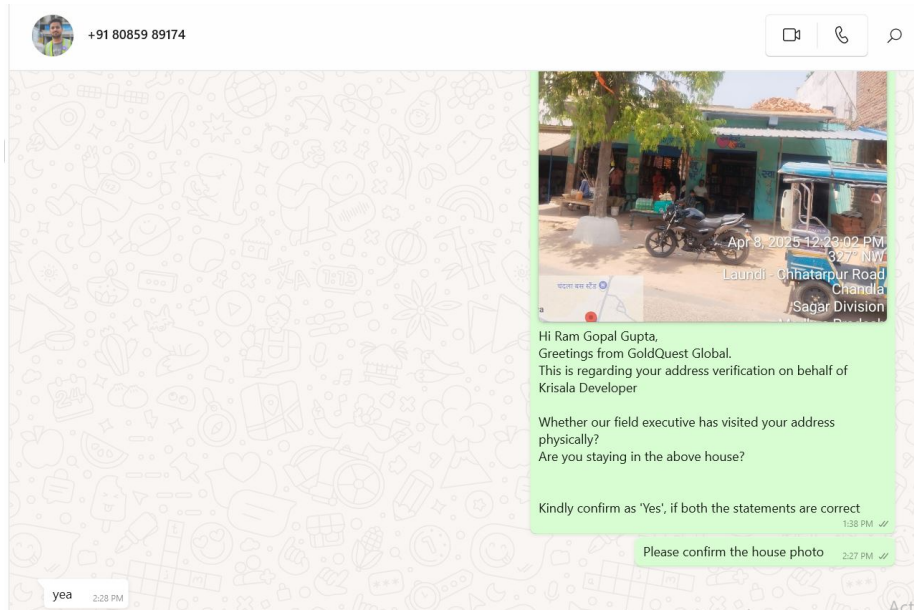 +91 80859 89174
Apr 8, 2025 12:23:02 PM
327° NW
Laundi - Chhatarpur Road
Chandla
Sagar Division
चंदला बस स्टैंड
Hi Ram Gopal Gupta,
Greetings from GoldQuest Global.
This is regarding your address verification on behalf of
Krisala Developer
Whether our field executive has visited your address
physically?
Are you staying in the above house?
Kindly confirm as 'Yes', if both the statements are correct
1:38 PM
Please confirm the house photo 2:27 PM
yea 2:28 PM